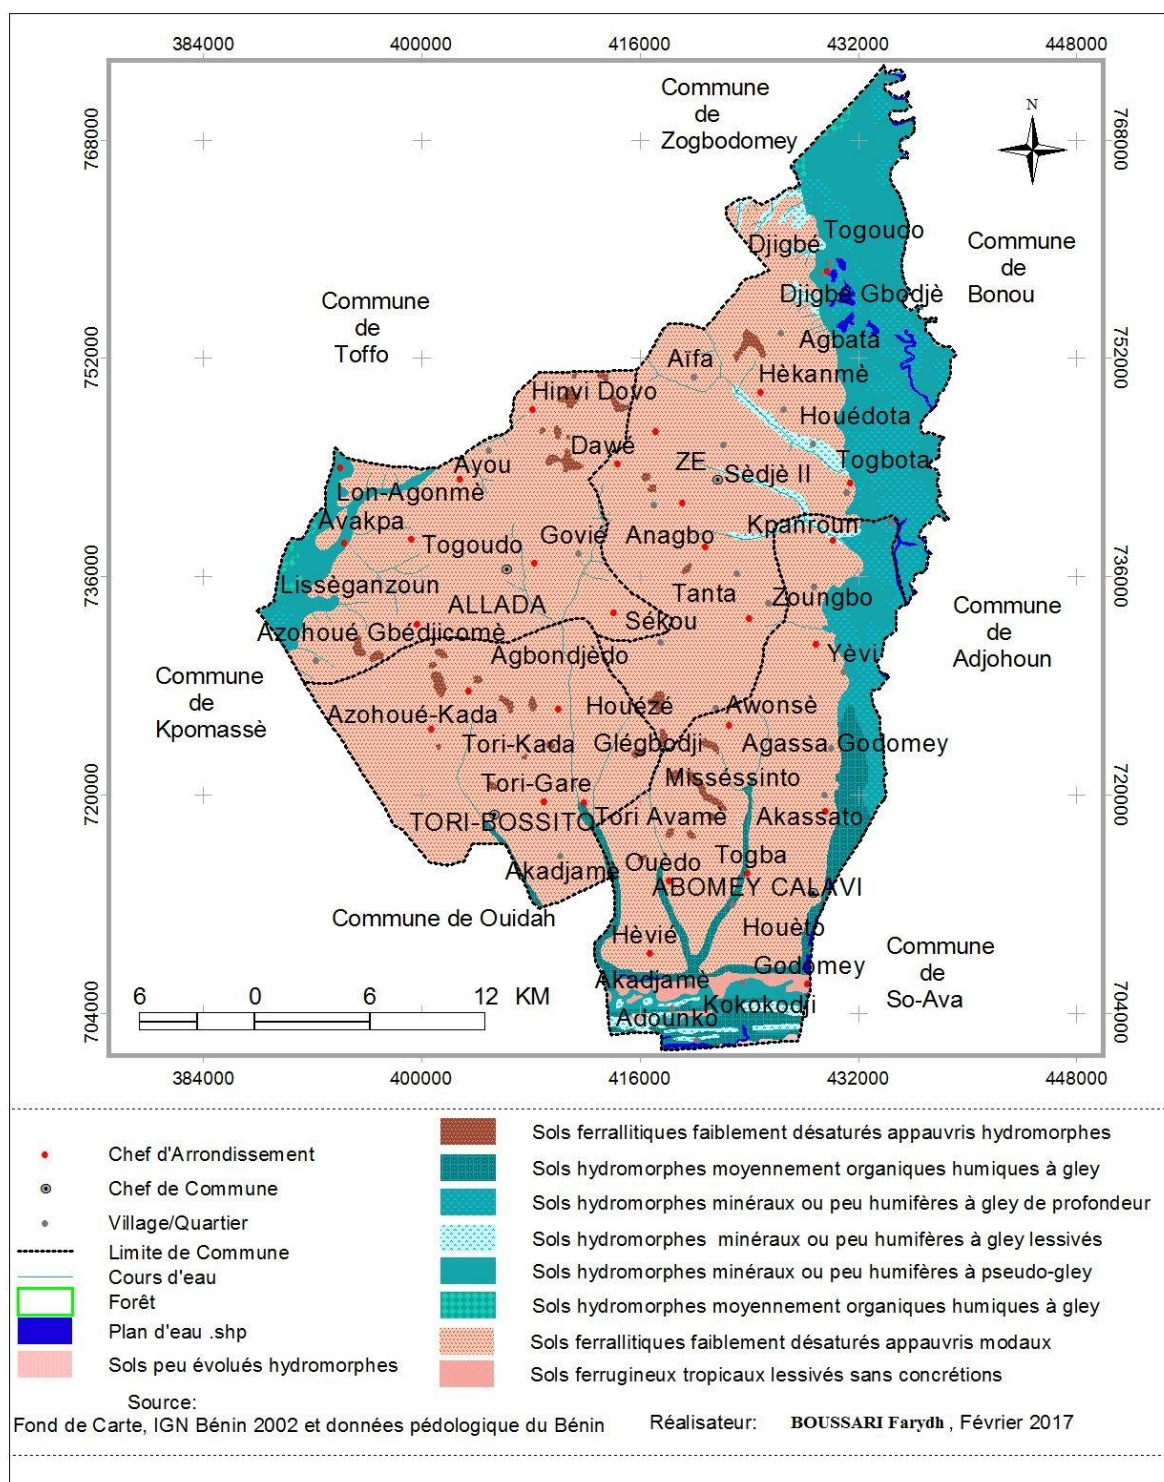 384000 400000 416000 432000 448000
Commune
de
Zogbodomey
N
768000
768000
Togoudo
Djigbé
Commune
de
Bonou
Djigbé Gbodjè
Commune
de
Toffo
Agbata
752000
752000
Aïfa
Hèkanmè
Hinvi Dovo
Houédota
Dawé
Togbota
Ayou
ZE
Sèdjè II
Lon-Agonmè
Avakpa
Kpanroun
Anagbo
Govié
Togoudo
736000
736000
Lissèganzoun
ALLADA
Tanta
Zoungbo
Commune
de
Adjohoun
Sékou
Azohoué Gbédjicomè
Agbondjèdo
Yèvi
Commune
de
Kpomassè
Azohoué-Kada
Houézé
Awonsè
Tori-Kada
Glégbodji
Agassa Godomey
Misséssinto
Tori-Gare
720000
720000
TORI-BOSSITO
Tori Avamè
Akassato
Ouèdo
Togba
Akadjamè
ABOMEY CALAVI
Commune de Ouidah
Hèvié
Houèto
Commune
de
So-Ava
Godomey
Akadjamè
6 0 6 12 KM
Kokokodji
Adounko
704000
704000
384000 400000 416000 432000 448000
Chef d'Arrondissement
Chef de Commune
Village/Quartier
Limite de Commune
Cours d'eau
Forêt
Plan d'eau .shp
Sols peu évolués hydromorphes
Sols ferrallitiques faiblement désaturés appauvris hydromorphes
Sols hydromorphes moyennement organiques humiques à gley
Sols hydromorphes minéraux ou peu humifères à gley de profondeur
Sols hydromorphes minéraux ou peu humifères à gley lessivés
Sols hydromorphes minéraux ou peu humifères à pseudo-gley
Sols hydromorphes moyennement organiques humiques à gley
Sols ferrallitiques faiblement désaturés appauvris modaux
Sols ferrugineux tropicaux lessivés sans concrétions
Source:
Fond de Carte, IGN Bénin 2002 et données pédologique du Bénin
Réalisateur: BOUSSARI Farydh , Février 2017